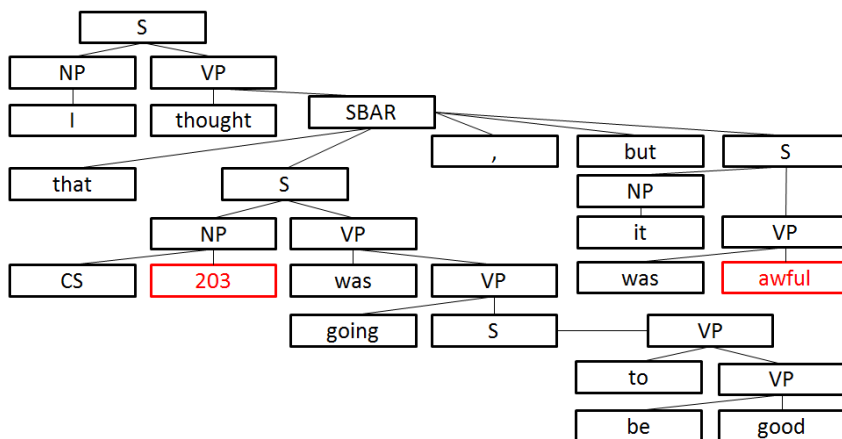 S
NP VP
I thought SBAR
, but S
that S NP
NP VP it VP
CS 203 was VP was awful
going S VP
to VP
be good